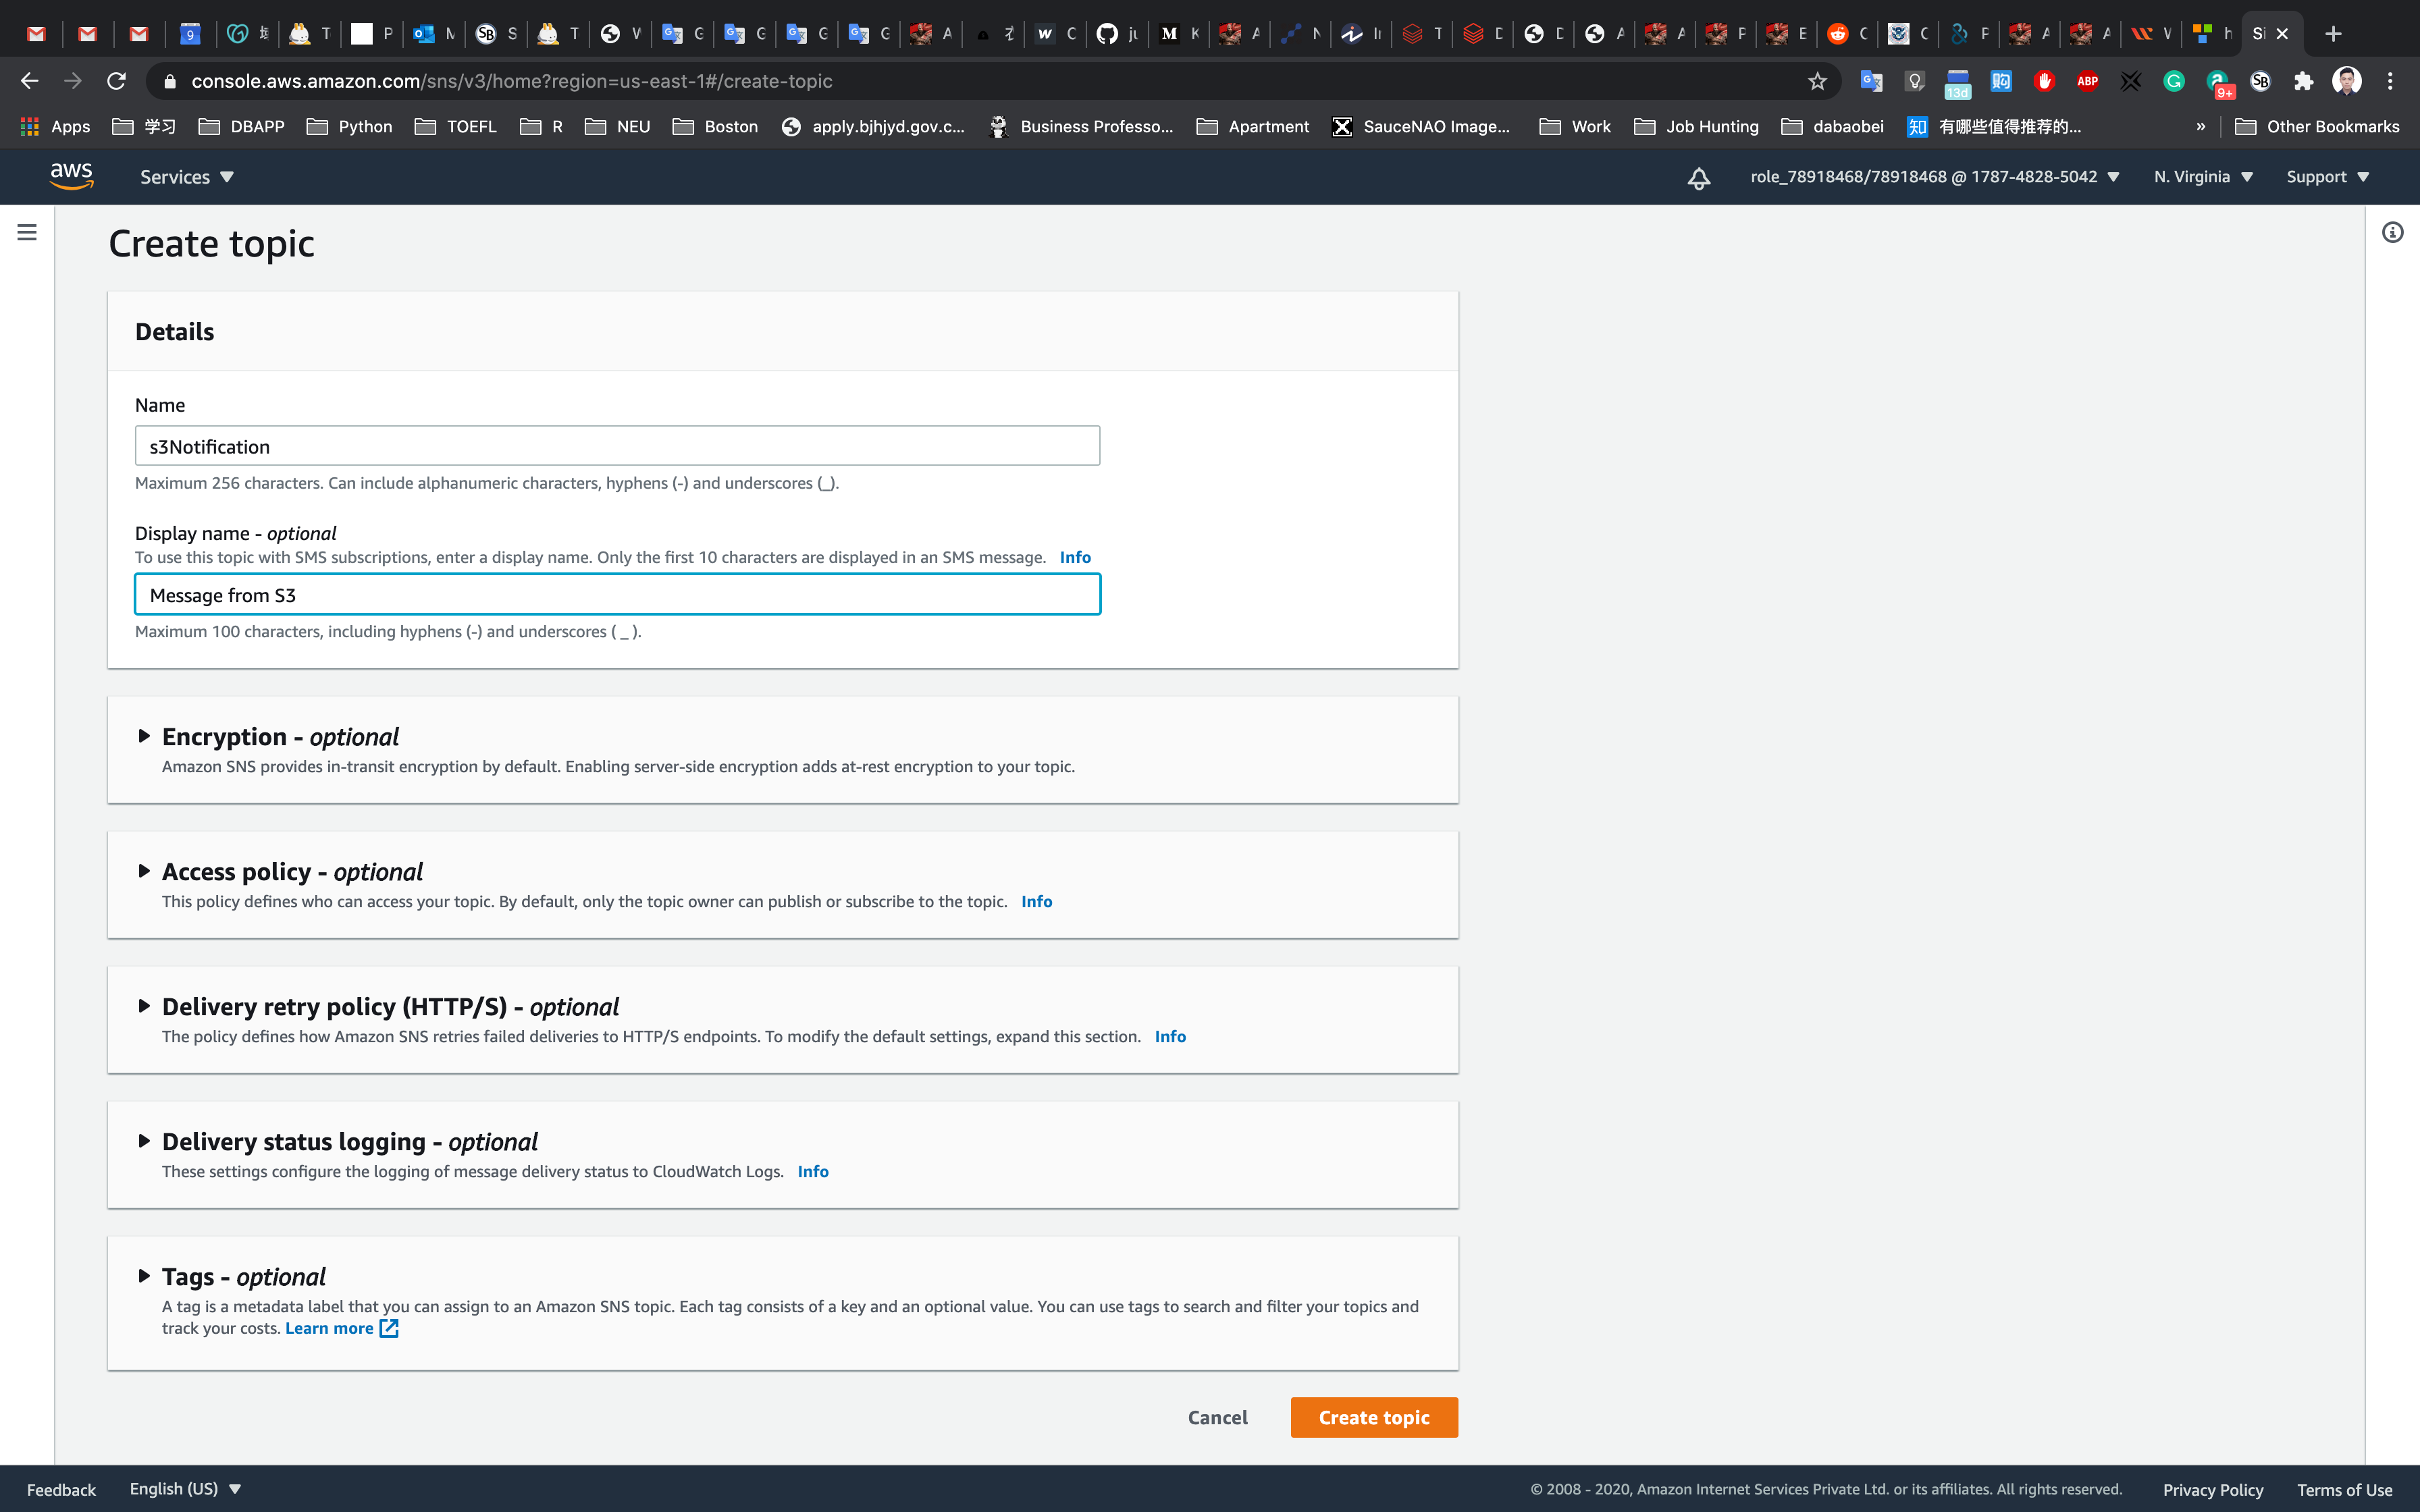 console.aws.amazon.com/sns/v3/home?region=us-east-1#/create-topic
13d
ABP
9+
Apps 学习 DBAPP Python TOEFL R NEU Boston apply.bjhjyd.gov.c... Business Professo... Apartment SauceNAO Image... Work Job Hunting dabaobei 有哪些值得推荐的... » Other Bookmarks
aws Services role_78918468/78918468 @ 1787-4828-5042 N. Virginia Support
Create topic
Details
Name
s3Notification
Maximum 256 characters. Can include alphanumeric characters, hyphens (-) and underscores (_).
Display name - optional
To use this topic with SMS subscriptions, enter a display name. Only the first 10 characters are displayed in an SMS message. Info
Message from S3
Maximum 100 characters, including hyphens (-) and underscores ( _ ).
Encryption - optional
Amazon SNS provides in-transit encryption by default. Enabling server-side encryption adds at-rest encryption to your topic.
Access policy - optional
This policy defines who can access your topic. By default, only the topic owner can publish or subscribe to the topic. Info
Delivery retry policy (HTTP/S) - optional
The policy defines how Amazon SNS retries failed deliveries to HTTP/S endpoints. To modify the default settings, expand this section. Info
Delivery status logging - optional
These settings configure the logging of message delivery status to CloudWatch Logs. Info
Tags - optional
A tag is a metadata label that you can assign to an Amazon SNS topic. Each tag consists of a key and an optional value. You can use tags to search and filter your topics and
track your costs. Learn more
Cancel Create topic
Feedback English (US) © 2008 - 2020, Amazon Internet Services Private Ltd. or its affiliates. All rights reserved. Privacy Policy Terms of Use